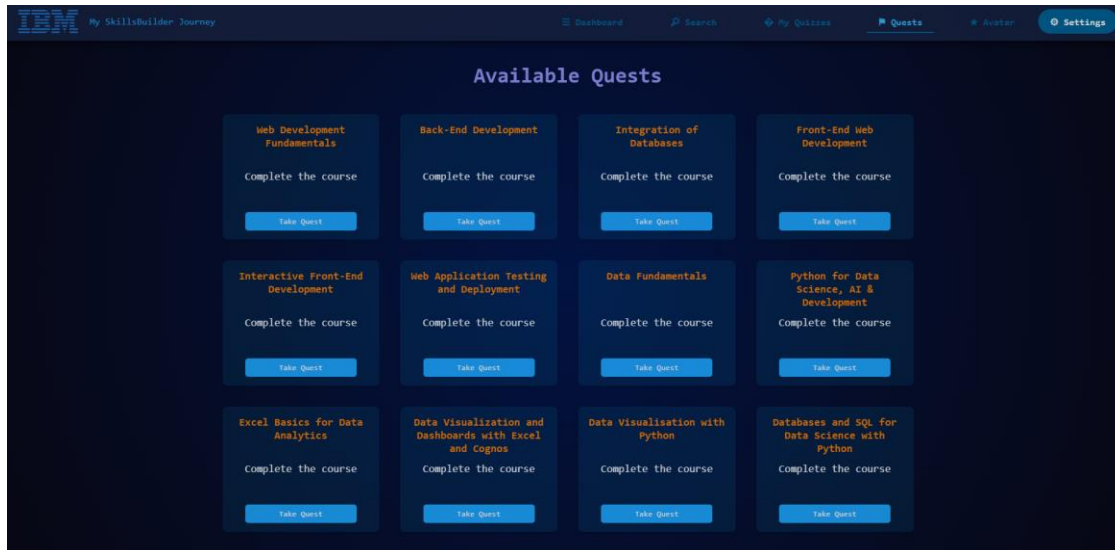 IBM My SkillsBuilder Journey
Dashboard Search My Quizzes Quests Avatar Settings
Available Quests
Web Development
Fundamentals
Complete the course
Take Quest
Back-End Development
Complete the course
Take Quest
Integration of
Databases
Complete the course
Take Quest
Front-End Web
Development
Complete the course
Take Quest
Interactive Front-End
Development
Complete the course
Take Quest
Web Application Testing
and Deployment
Complete the course
Take Quest
Data Fundamentals
Complete the course
Take Quest
Python for Data
Science, AI &
Development
Complete the course
Take Quest
Excel Basics for Data
Analytics
Complete the course
Take Quest
Data Visualization and
Dashboards with Excel
and Cognos
Complete the course
Take Quest
Data Visualisation with
Python
Complete the course
Take Quest
Databases and SQL for
Data Science with
Python
Complete the course
Take Quest